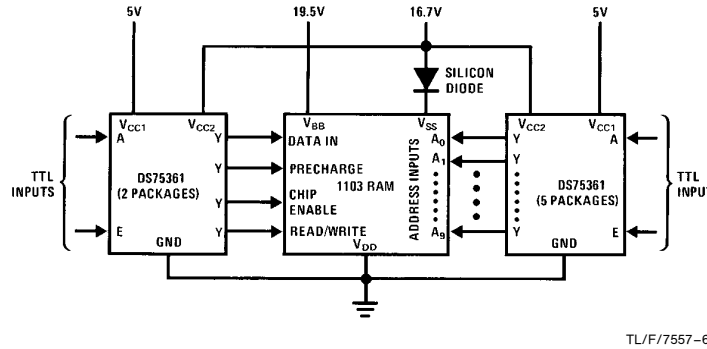 5V 19.5V 16.7V 5V
SILICON
DIODE
VCC1 VCC2 VBB VSS VCC2 VCC1
A Y DATA IN A0 Y A
Y PRECHARGE A1 Y
TTL
INPUTS
DS75361
(2 PACKAGES)
1103 RAM
ADDRESS INPUTS
DS75361
(5 PACKAGES)
TTL
INPUT
Y CHIP
ENABLE
E Y READ/WRITE A9 Y E
GND VDD GND
TL/F/7557-6